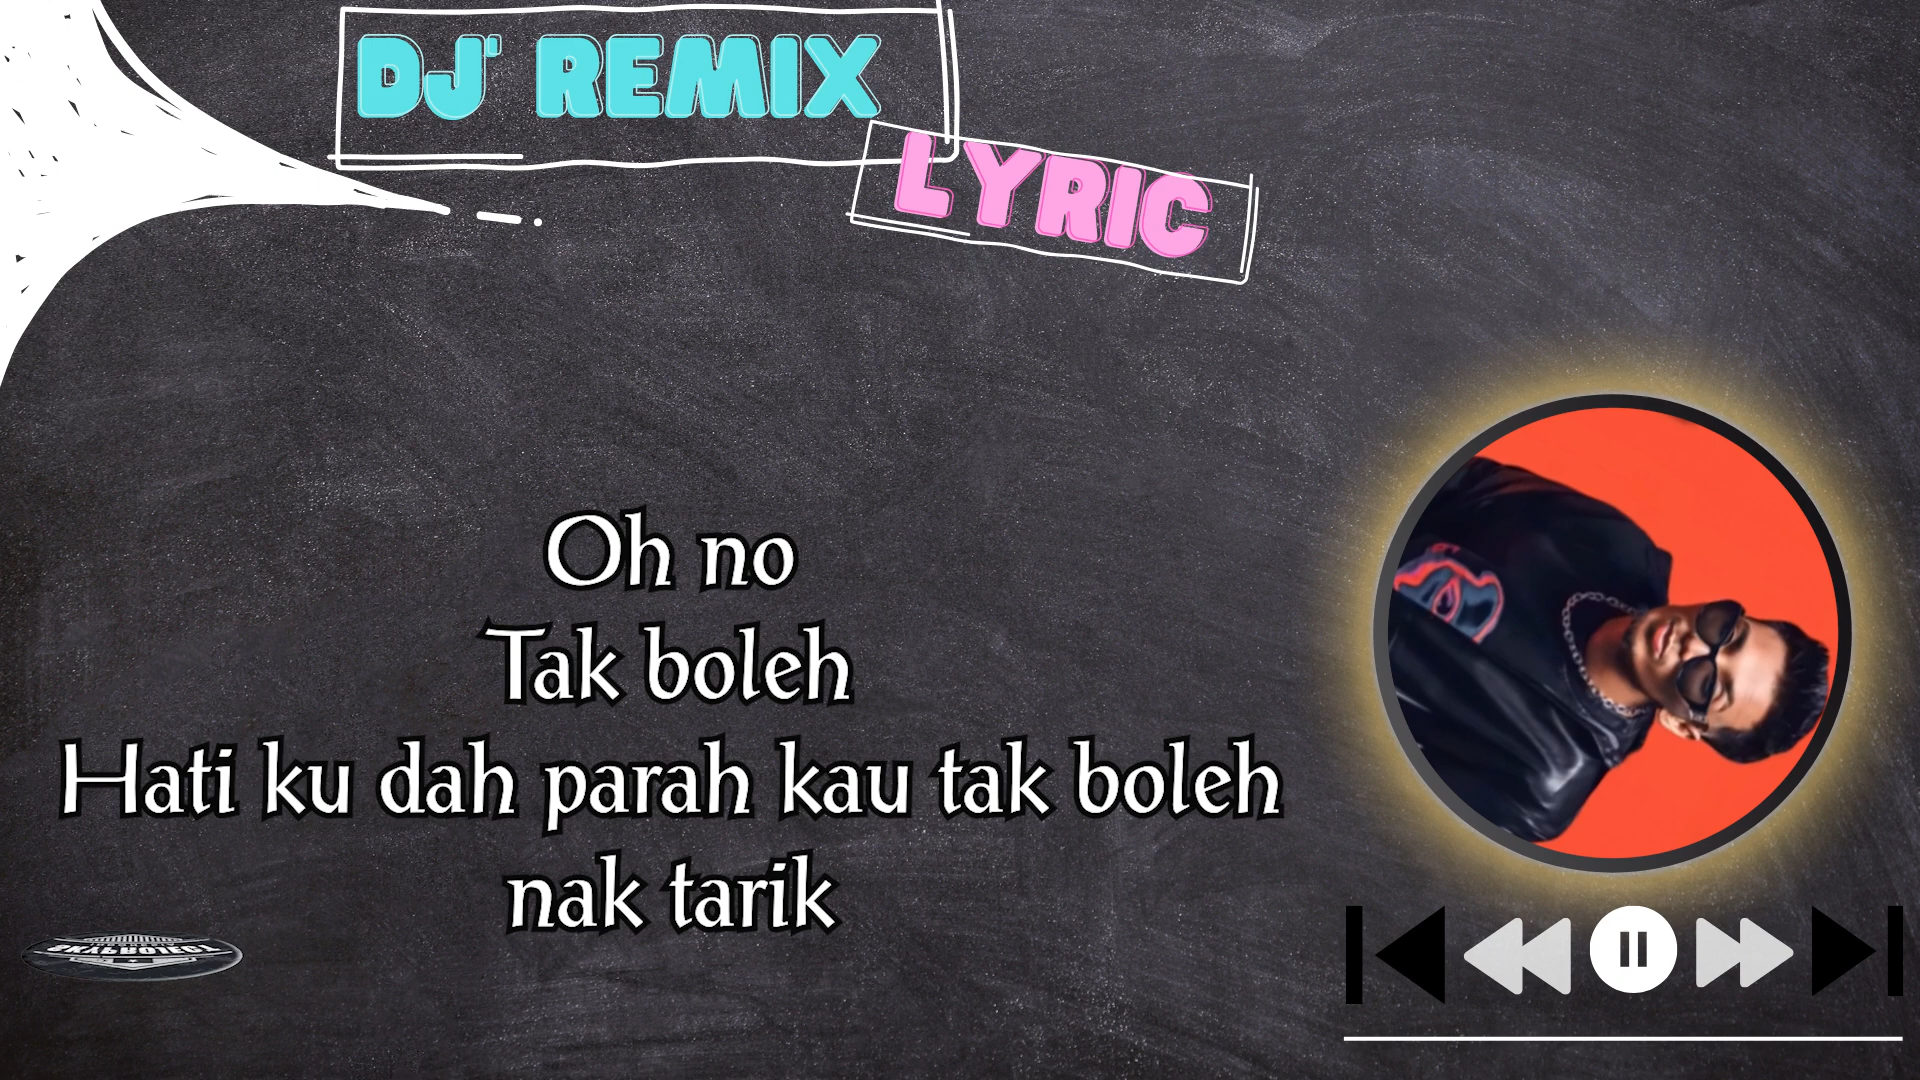 DJ' REMIX
LYRIC
Oh no
Tak boleh
Hati ku dah parah kau tak boleh
nak tarik